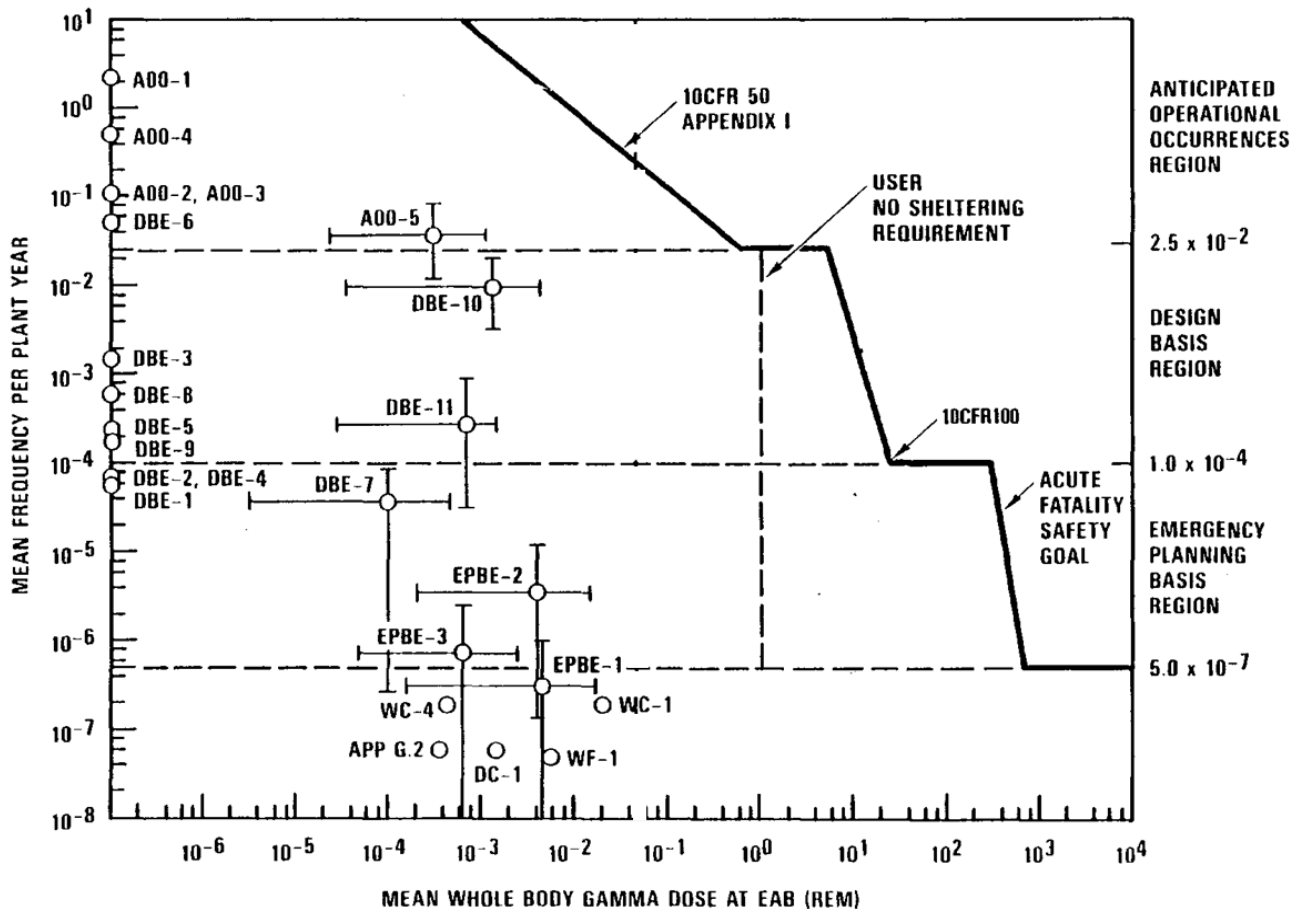 10^1
10^0
10^-1
10^-2
10^-3
10^-4
10^-5
10^-6
10^-7
10^-8
MEAN FREQUENCY PER PLANT YEAR
AOO-1
AOO-4
AOO-2, AOO-3
DBE-6
DBE-3
DBE-8
DBE-5
DBE-9
DBE-2, DBE-4
DBE-1
AOO-5
DBE-10
DBE-11
DBE-7
EPBE-2
EPBE-3
EPBE-1
WC-4
WC-1
APP G.2
DC-1
WF-1
10CFR 50
APPENDIX I
USER
NO SHELTERING
REQUIREMENT
10CFR100
ACUTE
FATALITY
SAFETY
GOAL
ANTICIPATED
OPERATIONAL
OCCURRENCES
REGION
2.5 x 10^-2
DESIGN
BASIS
REGION
1.0 x 10^-4
EMERGENCY
PLANNING
BASIS
REGION
5.0 x 10^-7
10^-6 10^-5 10^-4 10^-3 10^-2 10^-1 10^0 10^1 10^2 10^3 10^4
MEAN WHOLE BODY GAMMA DOSE AT EAB (REM)